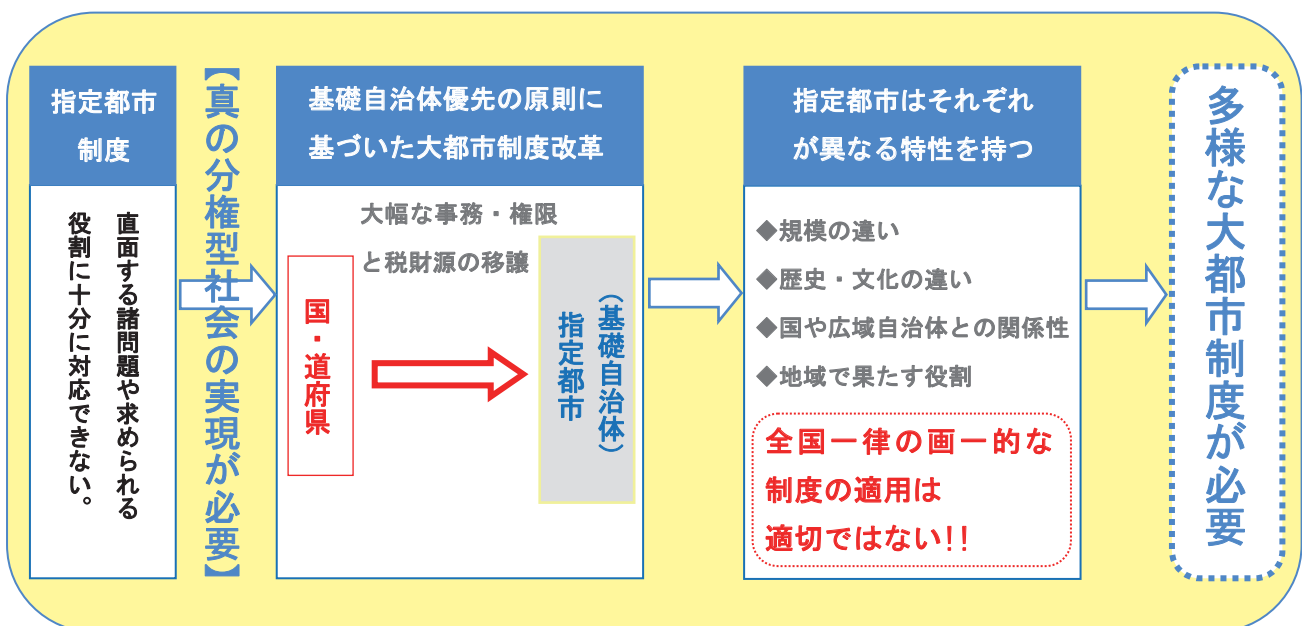 指定都市
制度
直面する諸問題や求められる
役割に十分に対応できない。
【真の分権型社会の実現が必要】
基礎自治体優先の原則に
基づいた大都市制度改革
大幅な事務・権限
と税財源の移譲
国・道府県
（基礎自治体）
指定都市
指定都市はそれぞれ
が異なる特性を持つ
◆規模の違い
◆歴史・文化の違い
◆国や広域自治体との関係性
◆地域で果たす役割
全国一律の画一的な
制度の適用は
適切ではない!!
多様な大都市制度が必要